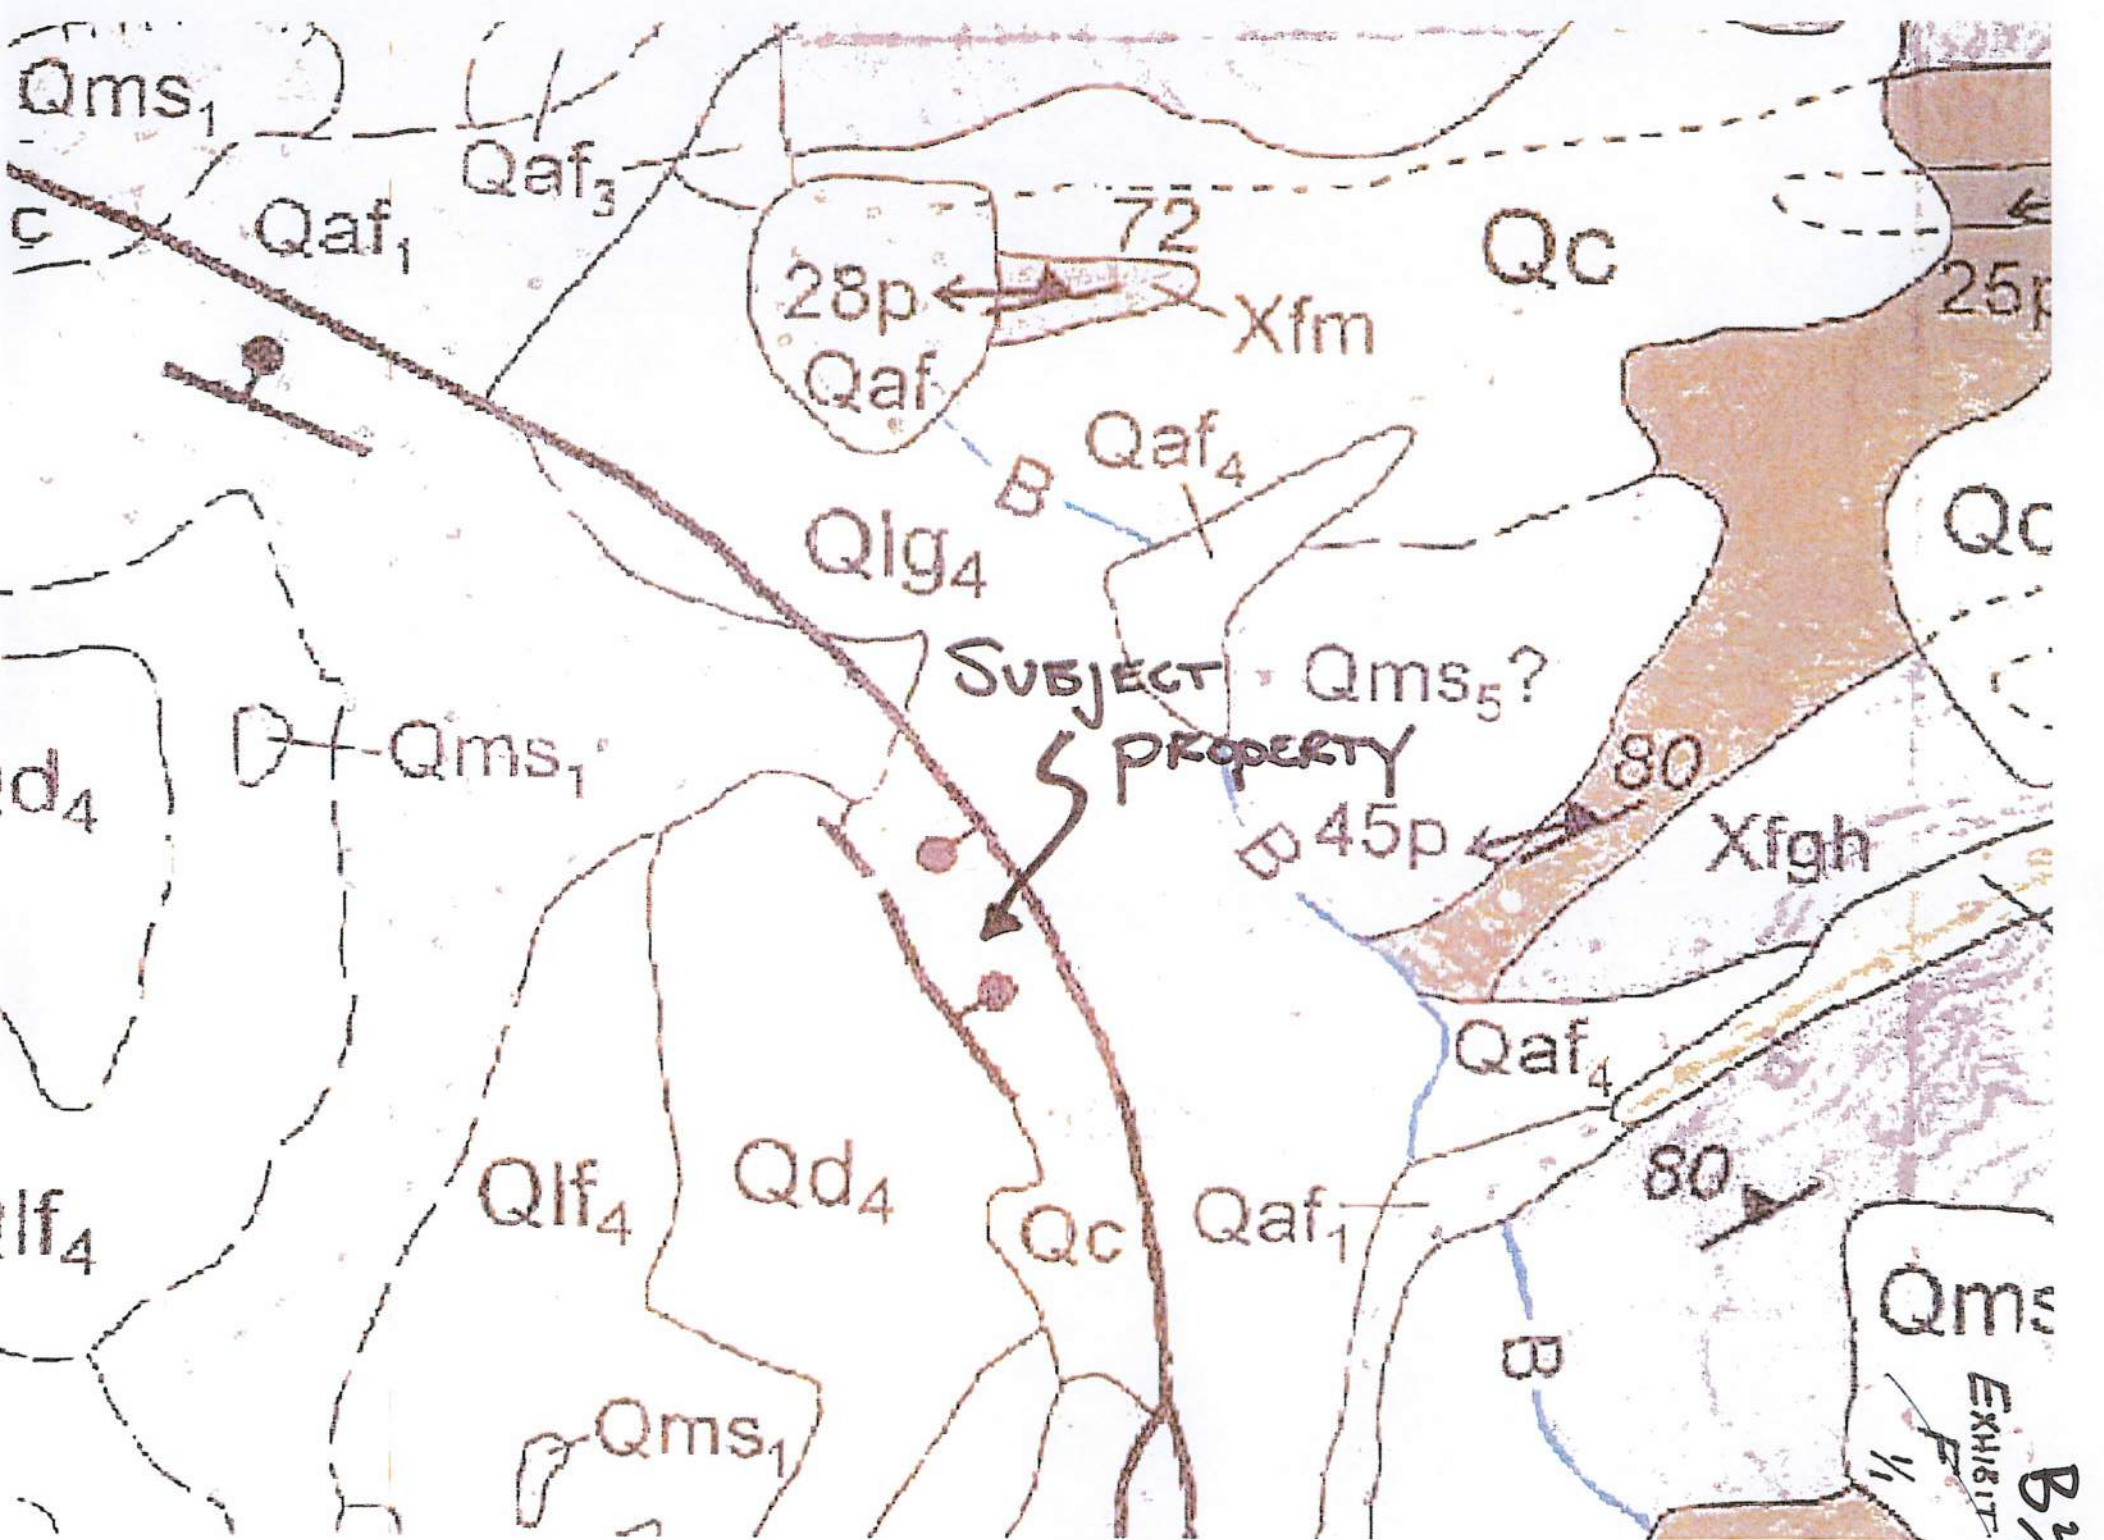 Qms₁
Qaf₃
c
Qaf₁
72
Qc
28p
25p
Xfm
Qaf
Qaf₄
B
Qlg₄
Qc
SUBJECT
PROPERTY
Qms₅?
Qms₁
d₄
80
45p
B
Xfgh
Qaf₄
Qlf₄
Qd₄
80
Qaf₁
Qc
lf₄
Qms
B
Qms₁
EXHIBIT
F
1/1